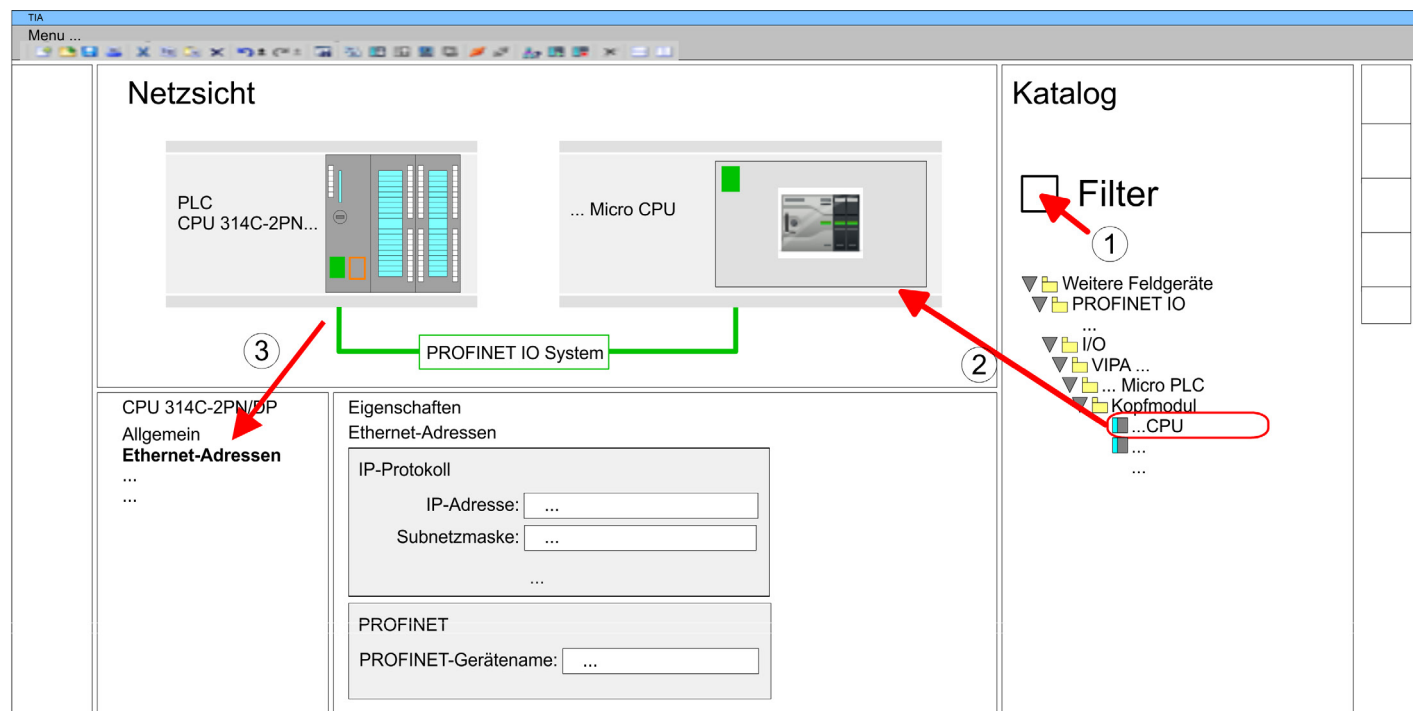 TIA
Menu ...
Netzsicht
PLC
CPU 314C-2PN...
... Micro CPU
PROFINET IO System
3
2
Katalog
Filter
1
Weitere Feldgeräte
PROFINET IO
...
I/O
VIPA ...
... Micro PLC
Kopfmodul
...CPU
...
...
CPU 314C-2PN/DP
Allgemein
Ethernet-Adressen
...
...
Eigenschaften
Ethernet-Adressen
IP-Protokoll
IP-Adresse: ...
Subnetzmaske: ...
...
PROFINET
PROFINET-Gerätename: ...